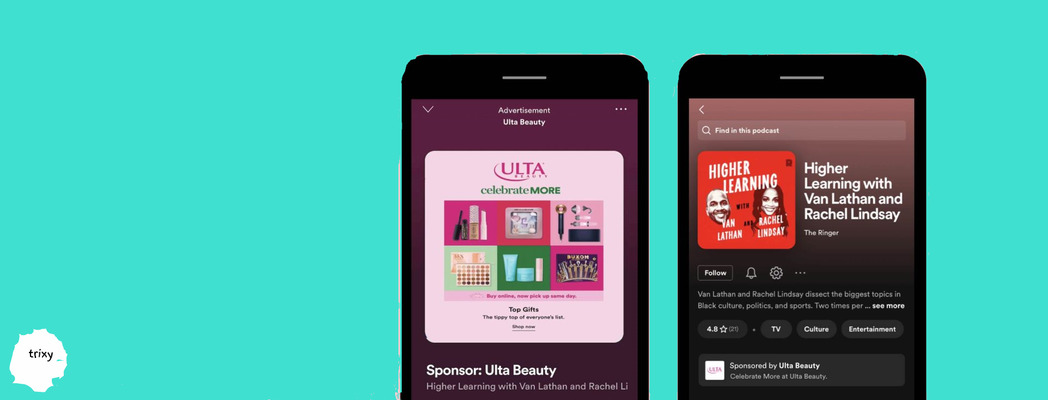 trixy
Advertisement
Ulta Beauty
ULTA
BEAUTY
celebrate MORE
BUXOM
Buy online, now pick up same day.
Top Gifts
The tippy top of everyone's list.
Shop now
Sponsor: Ulta Beauty
Higher Learning with Van Lathan and Rachel Li
Find in this podcast
HIGHER
LEARNING
WITH
VAN
LATHAN
AND
RACHEL
LINDSAY
Higher
Learning with
Van Lathan and
Rachel Lindsay
The Ringer
Follow
Van Lathan and Rachel Lindsay dissect the biggest topics in
Black culture, politics, and sports. Two times per ... see more
4.8 (21)
TV
Culture
Entertainment
ULTA
Sponsored by Ulta Beauty
Celebrate More at Ulta Beauty.